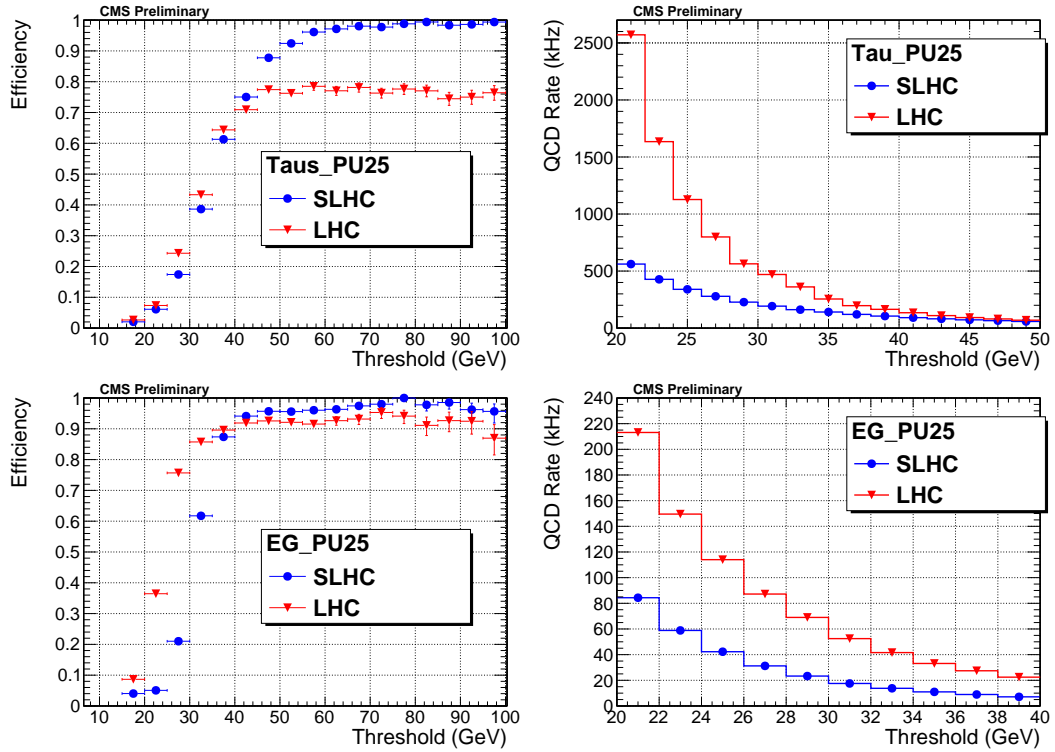 CMS Preliminary
Efficiency
1
0.9
0.8
0.7
0.6
0.5
0.4
0.3
0.2
0.1
0
Taus_PU25
SLHC
LHC
10 20 30 40 50 60 70 80 90 100
Threshold (GeV)
CMS Preliminary
QCD Rate (kHz)
2500
2000
1500
1000
500
0
Tau_PU25
SLHC
LHC
20 25 30 35 40 45 50
Threshold (GeV)
CMS Preliminary
Efficiency
1
0.9
0.8
0.7
0.6
0.5
0.4
0.3
0.2
0.1
0
EG_PU25
SLHC
LHC
10 20 30 40 50 60 70 80 90 100
Threshold (GeV)
CMS Preliminary
QCD Rate (kHz)
240
220
200
180
160
140
120
100
80
60
40
20
0
EG_PU25
SLHC
LHC
20 22 24 26 28 30 32 34 36 38 40
Threshold (GeV)